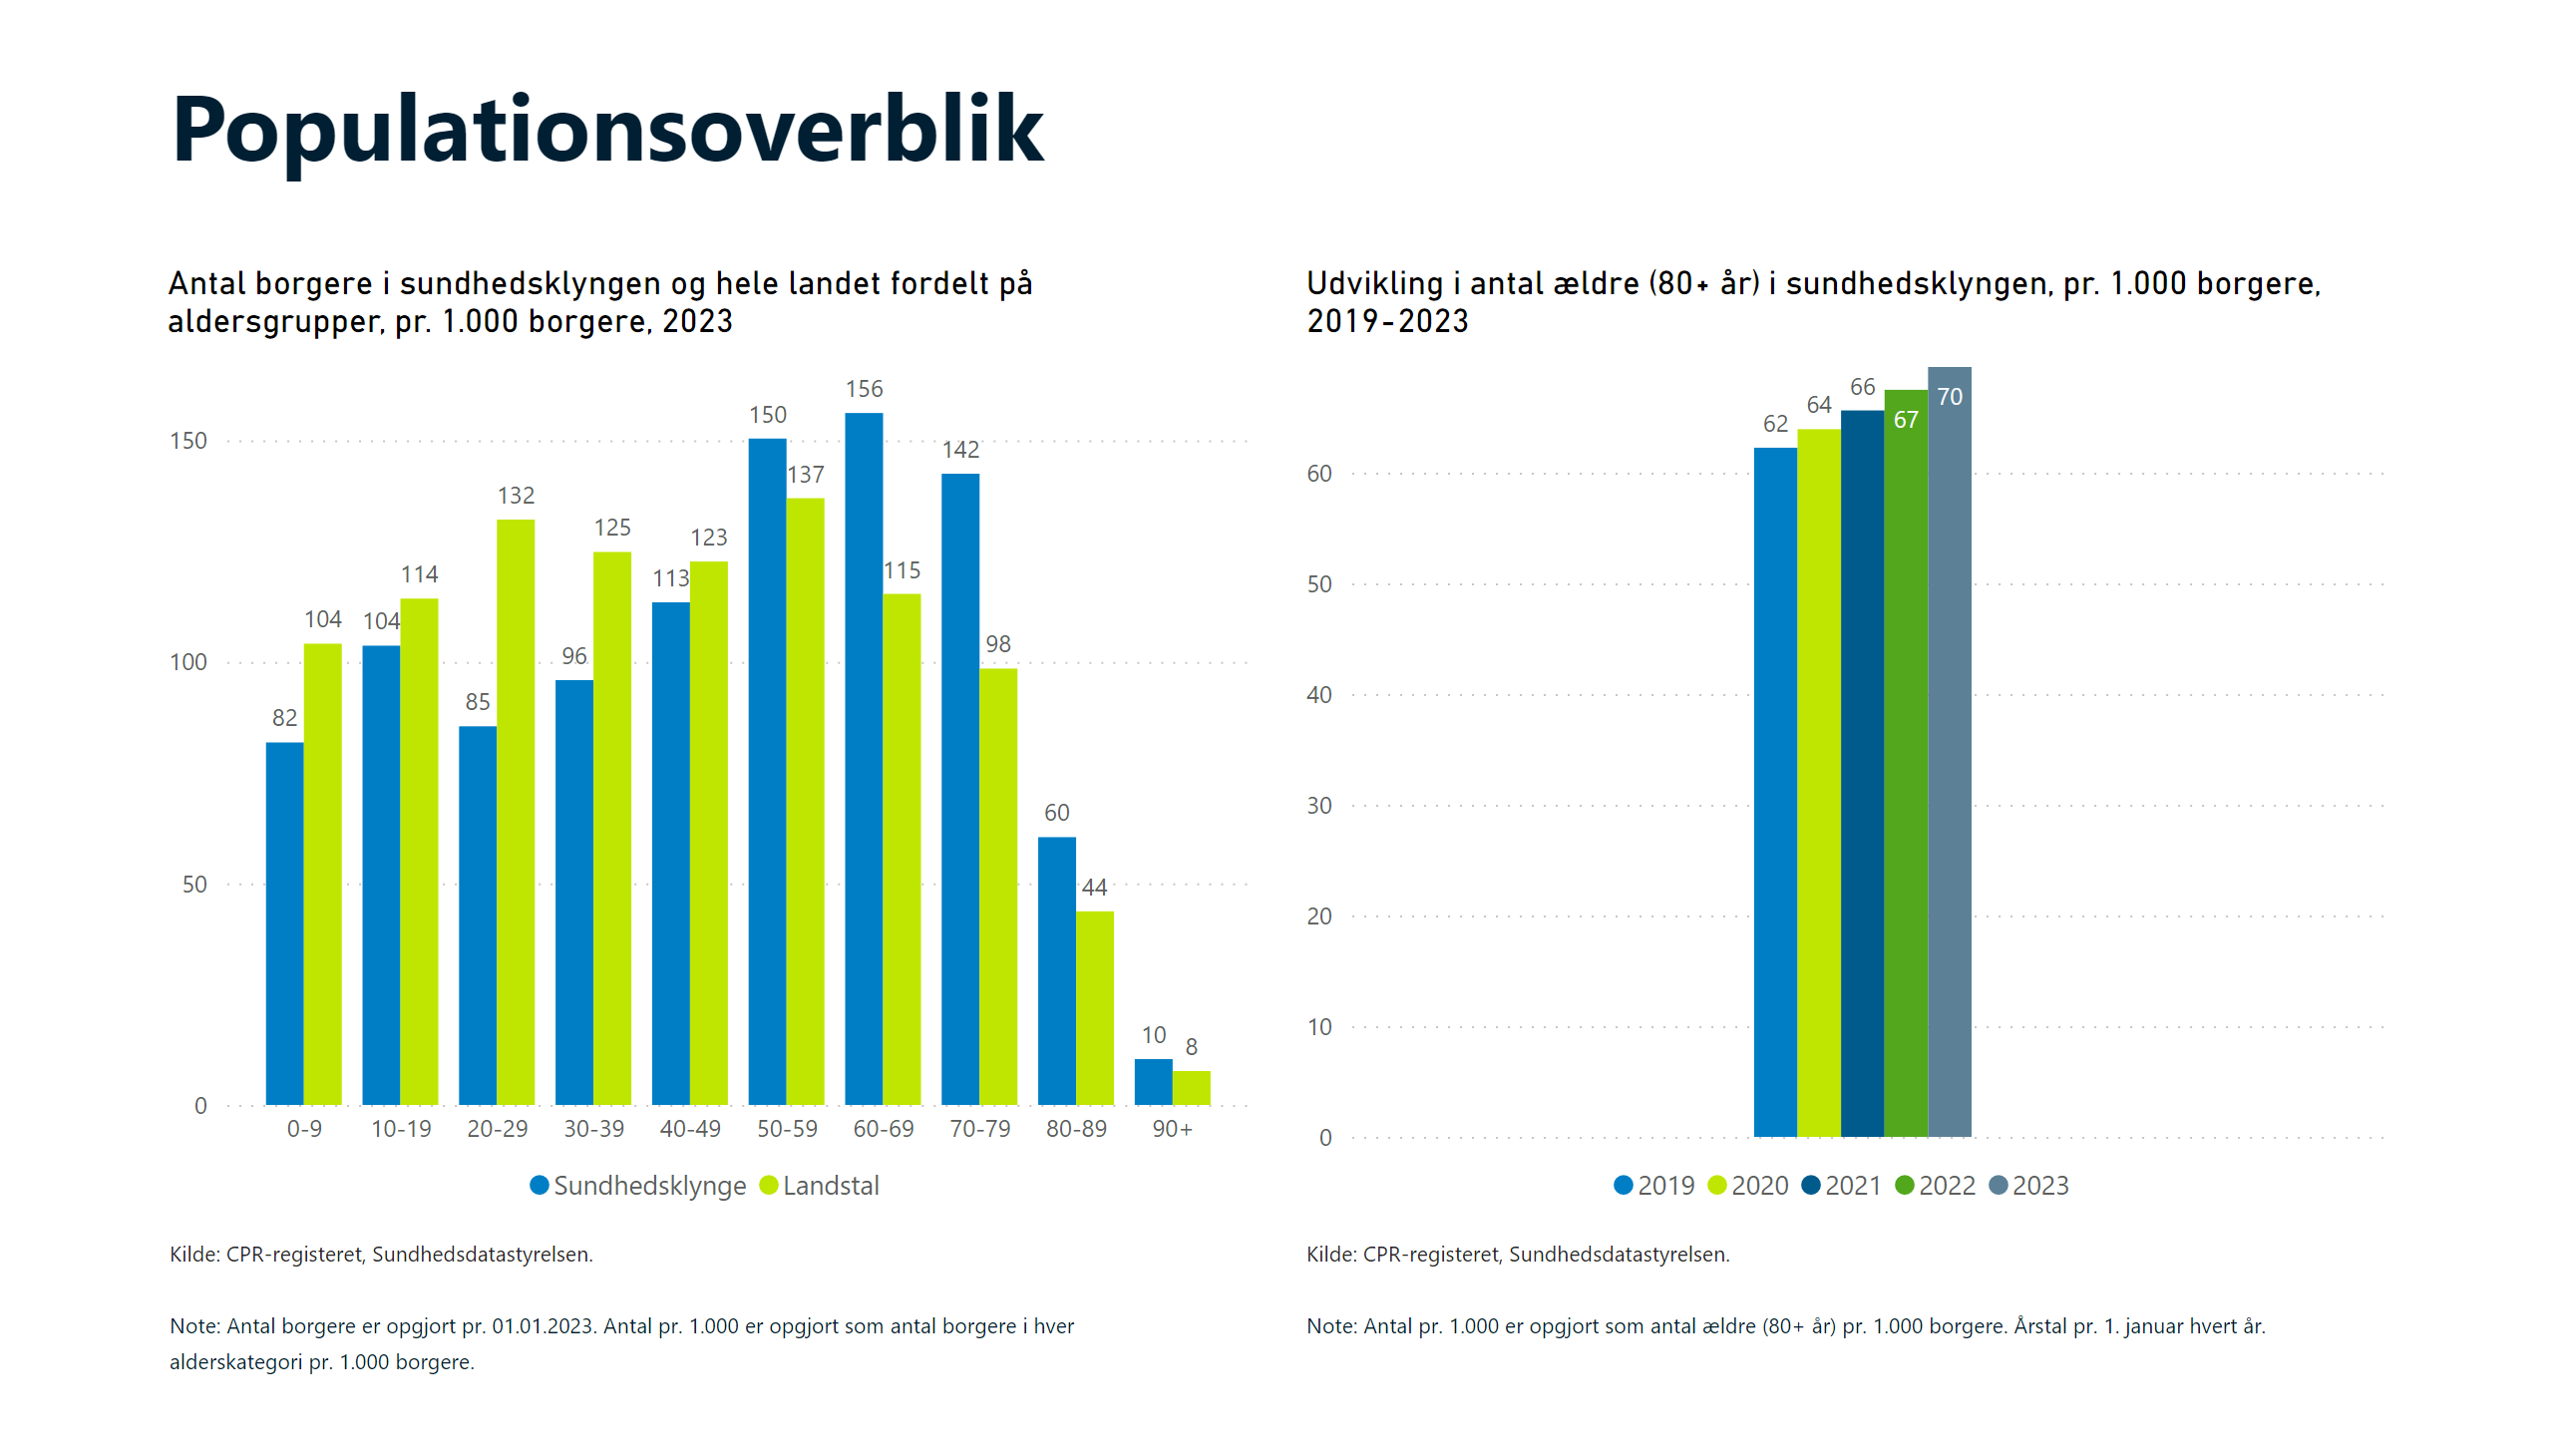 Populationsoverblik
Antal borgere i sundhedsklyngen og hele landet fordelt på
aldersgrupper, pr. 1.000 borgere, 2023
156
150
150
142
137
132
125
123
114
115
113
104
104
100
98
96
85
82
60
50
44
10
8
0
0-9 10-19 20-29 30-39 40-49 50-59 60-69 70-79 80-89 90+
Sundhedsklynge Landstal
Kilde: CPR-registeret, Sundhedsdatastyrelsen.
Note: Antal borgere er opgjort pr. 01.01.2023. Antal pr. 1.000 er opgjort som antal borgere i hver
alderskategori pr. 1.000 borgere.
Udvikling i antal ældre (80+ år) i sundhedsklyngen, pr. 1.000 borgere,
2019-2023
62 64 66 67 70
60
50
40
30
20
10
0
2019 2020 2021 2022 2023
Kilde: CPR-registeret, Sundhedsdatastyrelsen.
Note: Antal pr. 1.000 er opgjort som antal ældre (80+ år) pr. 1.000 borgere. Årstal pr. 1. januar hvert år.